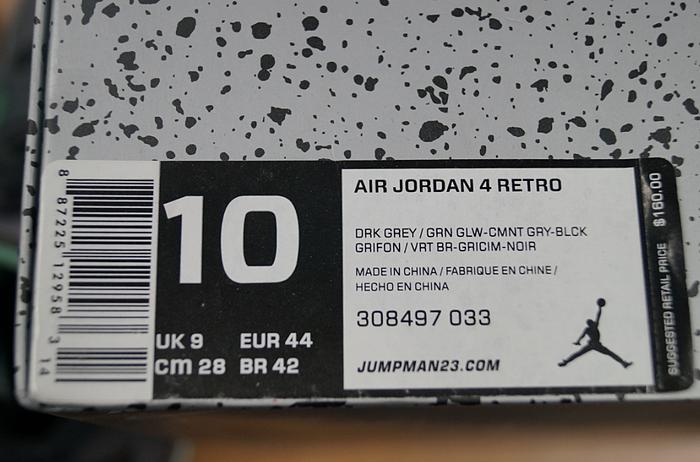 8 87225 12958 3 14
10
UK 9 EUR 44
cm 28 BR 42
AIR JORDAN 4 RETRO
DRK GREY / GRN GLW-CMNT GRY-BLCK
GRIFON / VRT BR-GRICIM-NOIR
MADE IN CHINA / FABRIQUE EN CHINE /
HECHO EN CHINA
308497 033
JUMPMAN23.COM
SUGGESTED RETAIL PRICE $160.00